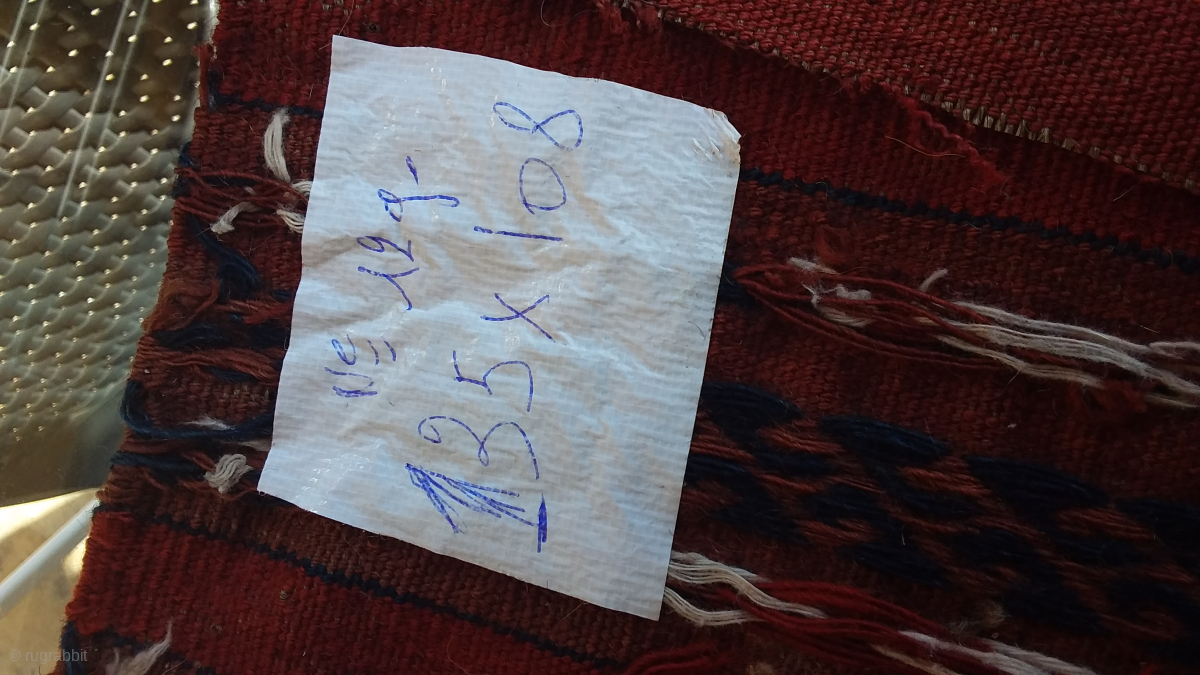 № 129-
135 x 108
© rugrabbit